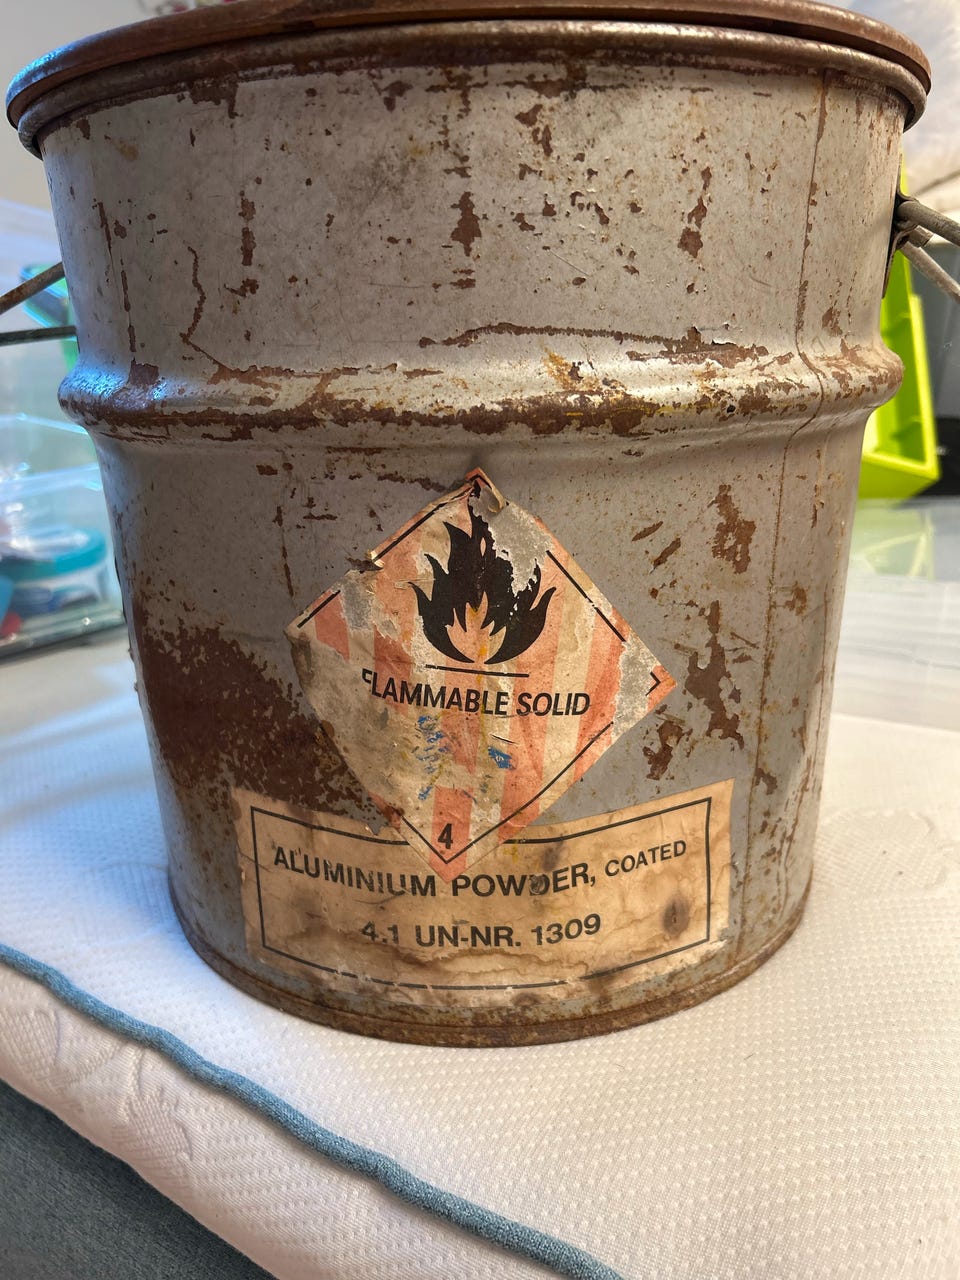 FLAMMABLE SOLID
4
ALUMINIUM POWDER, COATED
4.1 UN-NR. 1309